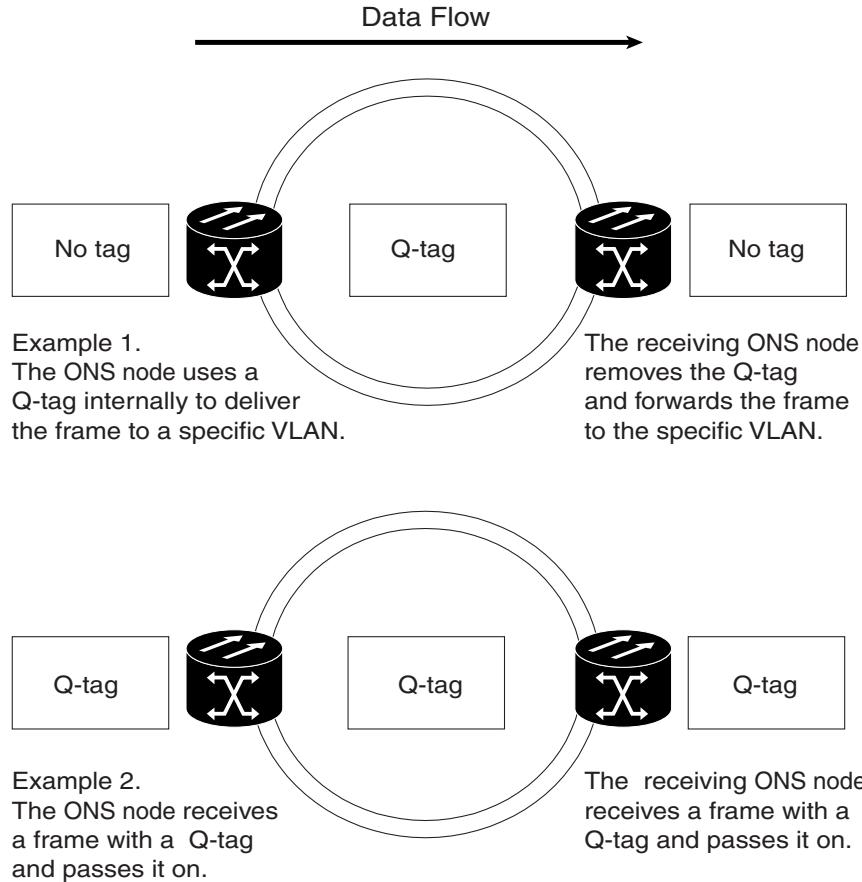 Data Flow
No tag
Q-tag
No tag
Example 1.
The ONS node uses a
Q-tag internally to deliver
the frame to a specific VLAN.
The receiving ONS node
removes the Q-tag
and forwards the frame
to the specific VLAN.
Q-tag
Q-tag
Q-tag
Example 2.
The ONS node receives
a frame with a Q-tag
and passes it on.
The receiving ONS node
receives a frame with a
Q-tag and passes it on.